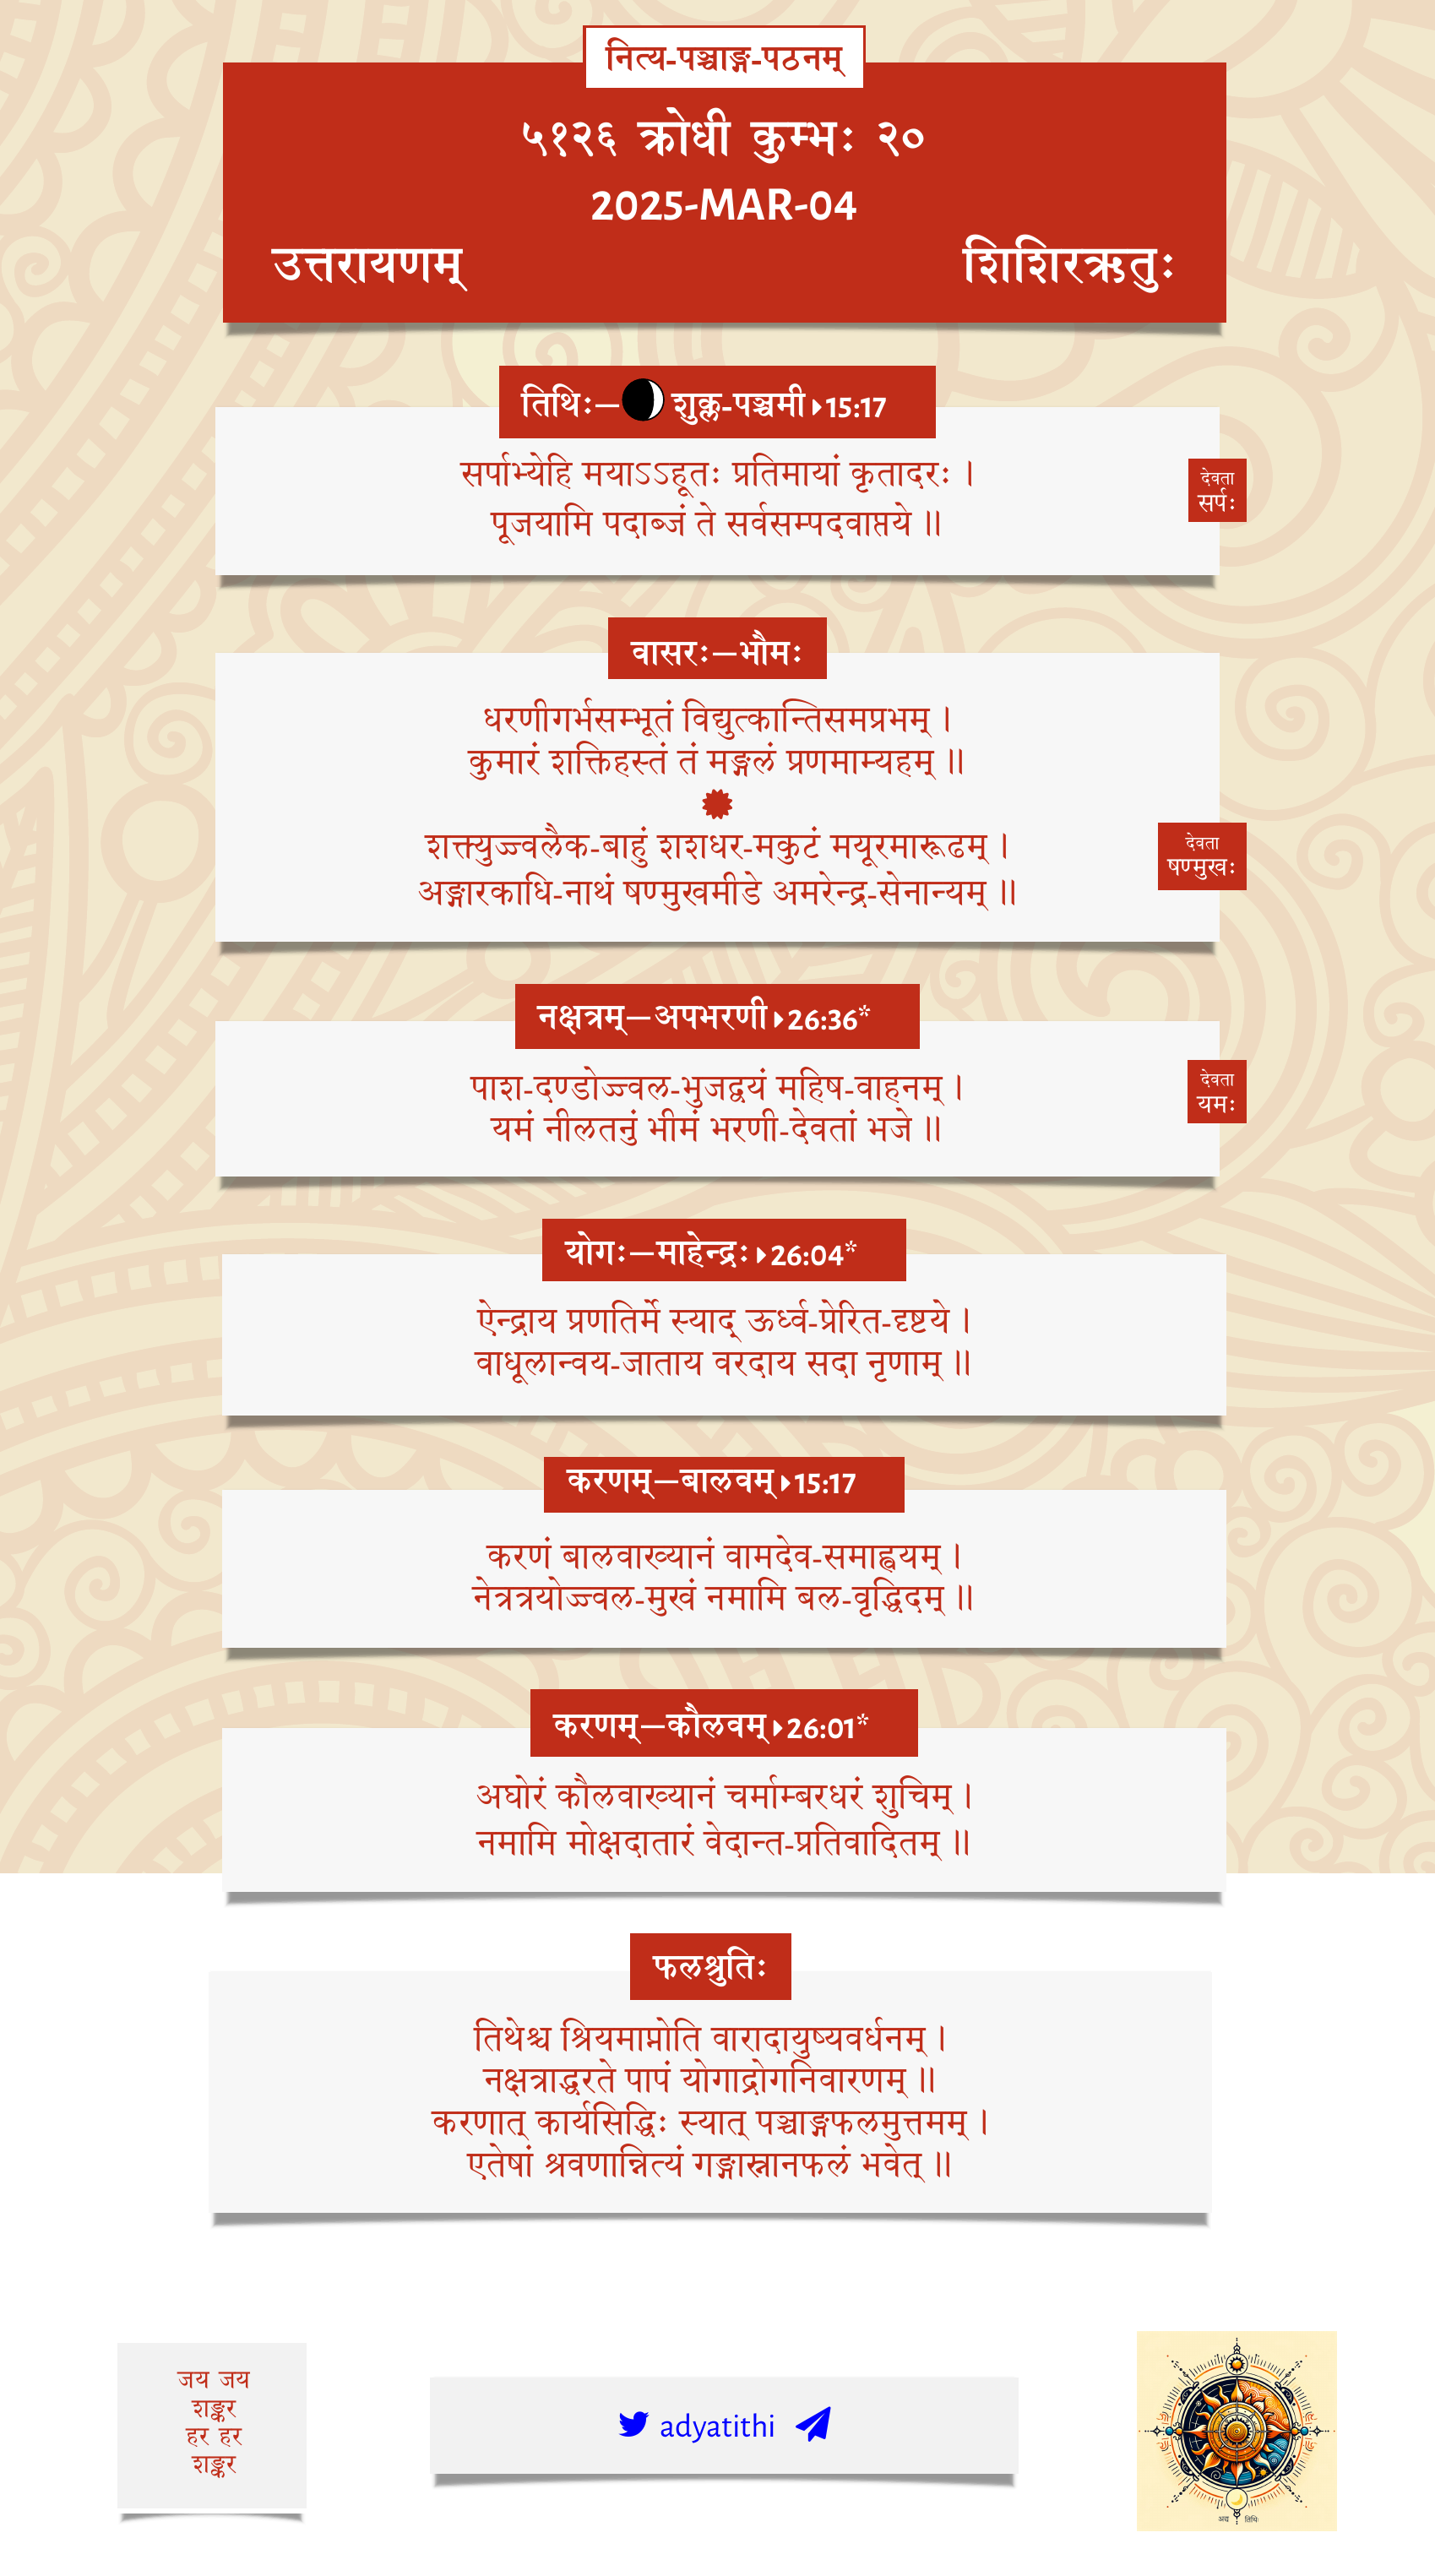 नित्य-पञ्चाङ्ग-पठनम्
५१२६ क्रोधी कुम्भः २०
2025-MAR-04
उत्तरायणम्
शिशिरऋतुः
तिथिः—शुक्ल-पञ्चमी 15:17
सर्पाभ्येहि मयाऽऽहूतः प्रतिमायां कृतादरः ।
पूजयामि पदाब्जं ते सर्वसम्पदवाप्तये ॥
देवता
सर्पः
वासरः—भौमः
धरणीगर्भसम्भूतं विद्युत्कान्तिसमप्रभम् ।
कुमारं शक्तिहस्तं तं मङ्गलं प्रणमाम्यहम् ॥
शक्त्युज्ज्वलैक-बाहुं शशधर-मकुटं मयूरमारूढम् ।
अङ्गारकाधि-नाथं षण्मुखमीडे अमरेन्द्र-सेनान्यम् ॥
देवता
षण्मुखः
नक्षत्रम्—अपभरणी 26:36*
पाश-दण्डोज्ज्वल-भुजद्वयं महिष-वाहनम् ।
यमं नीलतनुं भीमं भरणी-देवतां भजे ॥
देवता
यमः
योगः—माहेन्द्रः 26:04*
ऐन्द्राय प्रणतिर्मे स्याद् ऊर्ध्व-प्रेरित-दृष्टये ।
वाधूलान्वय-जाताय वरदाय सदा नृणाम् ॥
करणम्—बालवम् 15:17
करणं बालवाख्यानं वामदेव-समाह्वयम् ।
नेत्रत्रयोज्ज्वल-मुखं नमामि बल-वृद्धिदम् ॥
करणम्—कौलवम् 26:01*
अघोरं कौलवाख्यानं चर्माम्बरधरं शुचिम् ।
नमामि मोक्षदातारं वेदान्त-प्रतिवादितम् ॥
फलश्रुतिः
तिथेश्च श्रियमाप्नोति वारादायुष्यवर्धनम् ।
नक्षत्राद्धरते पापं योगाद्रोगनिवारणम् ॥
करणात् कार्यसिद्धिः स्यात् पञ्चाङ्गफलमुत्तमम् ।
एतेषां श्रवणान्नित्यं गङ्गास्नानफलं भवेत् ॥
जय जय
शङ्कर
हर हर
शङ्कर
adyatithi
अद्य तिथिः